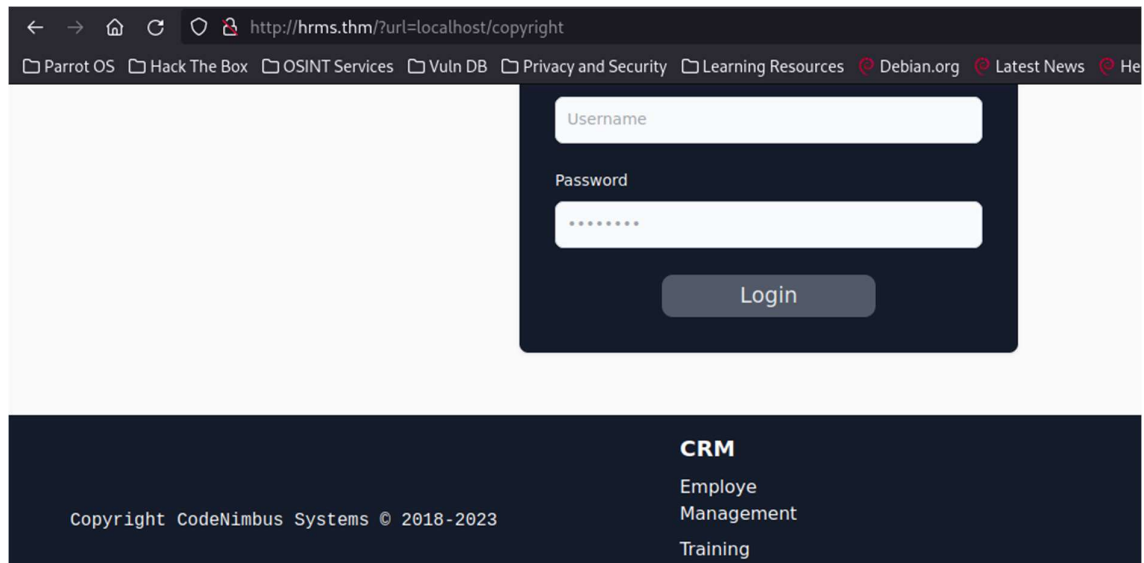 http://hrms.thm/?url=localhost/copyright
Parrot OS Hack The Box OSINT Services Vuln DB Privacy and Security Learning Resources Debian.org Latest News He
Username
Password
••••••••
Login
CRM
Employe
Management
Copyright CodeNimbus Systems © 2018-2023
Training